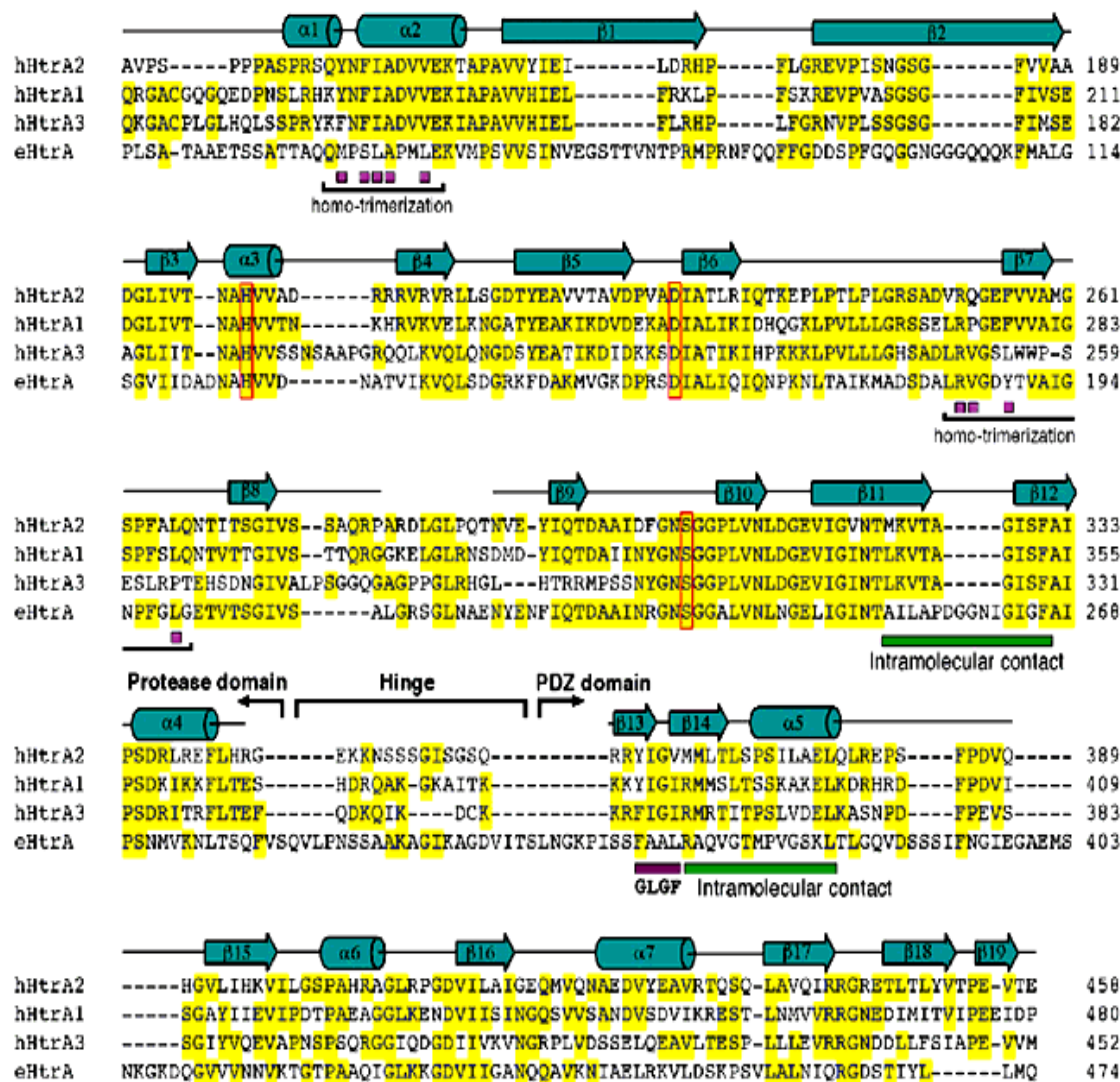 α1 α2 β1 β2
hHtrA2 AVPS-----PPPASPRSQYNFIADVVEKTAPAVVYIEI-------LDRHP-----FLGREVPISNGSG-------FVVAA 189
hHtrA1 QRGACGQGQEDPNSLRHKYNFIADVVEKIAPAVVHIEL-------FRKLP-----FSKREVPVASGSG-------FIVSE 211
hHtrA3 QKGACPLGLHQLSSPRYKFNFIADVVEKIAPAVVHIEL-------FLRHP-----LFGRNVPLSSGSG-------FIMSE 182
eHtrA PLSA-TAAETSSATTAQQMPSLAPMLEKVMPSVVSINVEGSTTVNTPRMPRNFQQFFGDDSPFGQGGNGGGQQQKFMALG 114
homo-trimerization
β3 α3 β4 β5 β6 β7
hHtrA2 DGLIVT--NAHVVAD------RRRVRVRLLSGDTYEAVVTAVDPVADIATLRIQTKEPLPTLPLGRSADVRQGEFVVAMG 261
hHtrA1 DGLIVT--NAHVVTN------KHRVKVELKNGATYEAKIKDVDEKADIALIKIDHQGKLPVLLLGRSSELRPGEFVVAIG 283
hHtrA3 AGLIIT--NAHVVSSNSAAPGRQQLKVQLQNGDSYEATIKDIDKKSDIATIKIHPKKKLPVLLLGHSADLRVGSLWWP-S 259
eHtrA SGVIIDADNAHVVD-----NATVIKVQLSDGRKFDAKMVGKDPRSDIALIQIQNPKNLTAIKMADSDALRVGDYTVAIG 194
homo-trimerization
β8 β9 β10 β11 β12
hHtrA2 SPFALQNTITSGIVS--SAQRPARDLGLPQTNVE-YIQTDAAIDFGNSGGPLVNLDGEVIGVNTMKVTA-----GISFAI 333
hHtrA1 SPFSLQNTVTTGIVS--TTQRGGKELGLRNSDMD-YIQTDAIINYGNSGGPLVNLDGEVIGINTLKVTA-----GISFAI 355
hHtrA3 ESLRPTEHSDNGIVALPSGGQGAGPPGLRHGL---HTRRMPSSNYGNSGGPLVNLDGEVIGINTLKVTA-----GISFAI 331
eHtrA NPFGLGETVTSGIVS-----ALGRSGLNAENYENFIQTDAAINRGNSGGALVNLNGELIGINTAILAPDGGNIGIGFAI 268
Intramolecular contact
Protease domain Hinge PDZ domain
α4 β13 β14 α5
hHtrA2 PSDRLREFLHRG------EKKNSSSGISGSQ----------RRYIGVMMLTLSPSILAELQLREPS-----FPDVQ---- 389
hHtrA1 PSDKIKKFLTES------HDRQAK-GKAITK----------KKYIGIRMMSLTSSKAKELKDRHRD-----FPDVI---- 409
hHtrA3 PSDRITRFLTEF------QDKQIK---DCK-----------KRFIGIRMRTITPSLVDELKASNPD-----FPEVS---- 383
eHtrA PSNMVKNLTSQFVSQVLPNSSAAKAGIKAGDVITSLNGKPISSFAALRAQVGTMPVGSKLTLGQVDSSSIFNGIEGAEMS 403
GLGF Intramolecular contact
β15 α6 β16 α7 β17 β18 β19
hHtrA2 -----HGVLIHKVILGSPAHRAGLRPGDVILAIGEQMVQNAEDVYEAVRTQSQ-LAVQIRRGRETLTLYVTPE-VTE 458
hHtrA1 -----SGAYIIEVIPDTPAEAGGLKENDVIISINGQSVVSANDVSDVIKREST-LNMVVRRGNEDIMITVIPEEIDP 480
hHtrA3 -----SGIYVQEVAPNSPSQRGGIQDGDIIVKVNGRPLVDSSELQEAVLTESP-LLLEVRRGNDDLLFSIAPE-VVM 452
eHtrA NKGKDQGVVVNNVKTGTPAAQIGLKKGDVIIGANQQAVKNIAELRKVLDSKPSVLALNIQRGDSTIYL-----LMQ 474